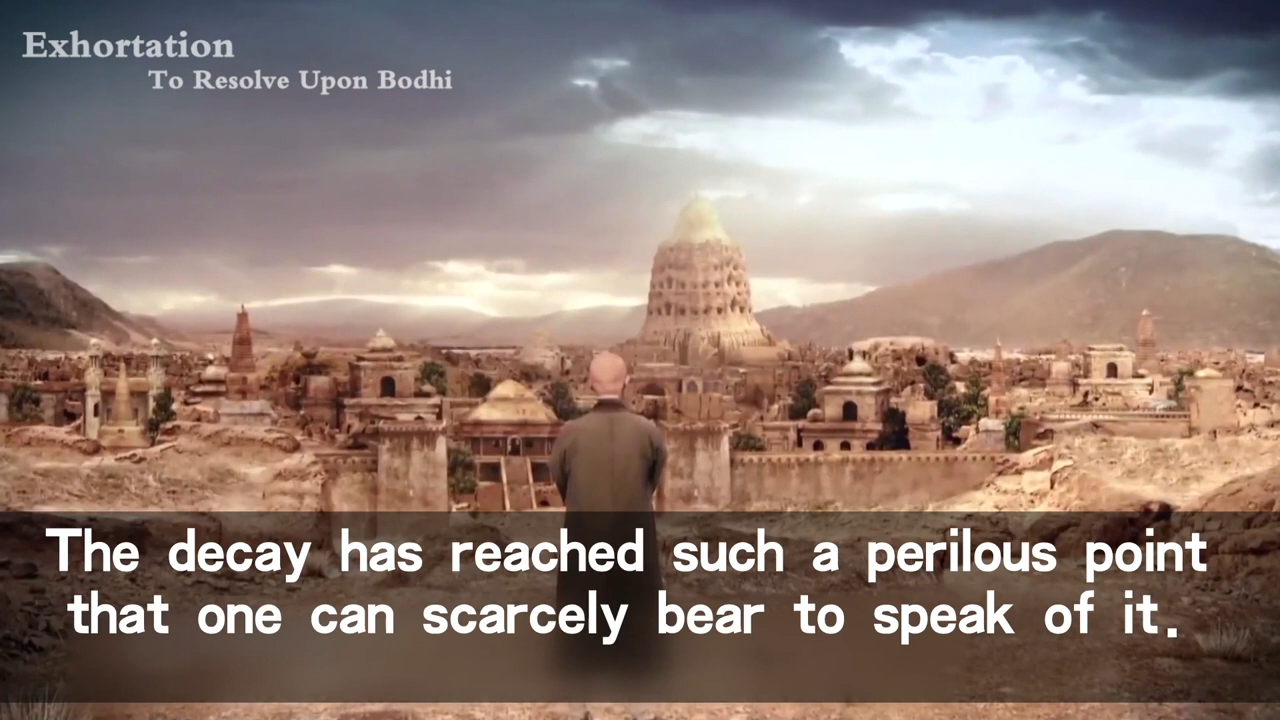 Exhortation
To Resolve Upon Bodhi
The decay has reached such a perilous point
that one can scarcely bear to speak of it.